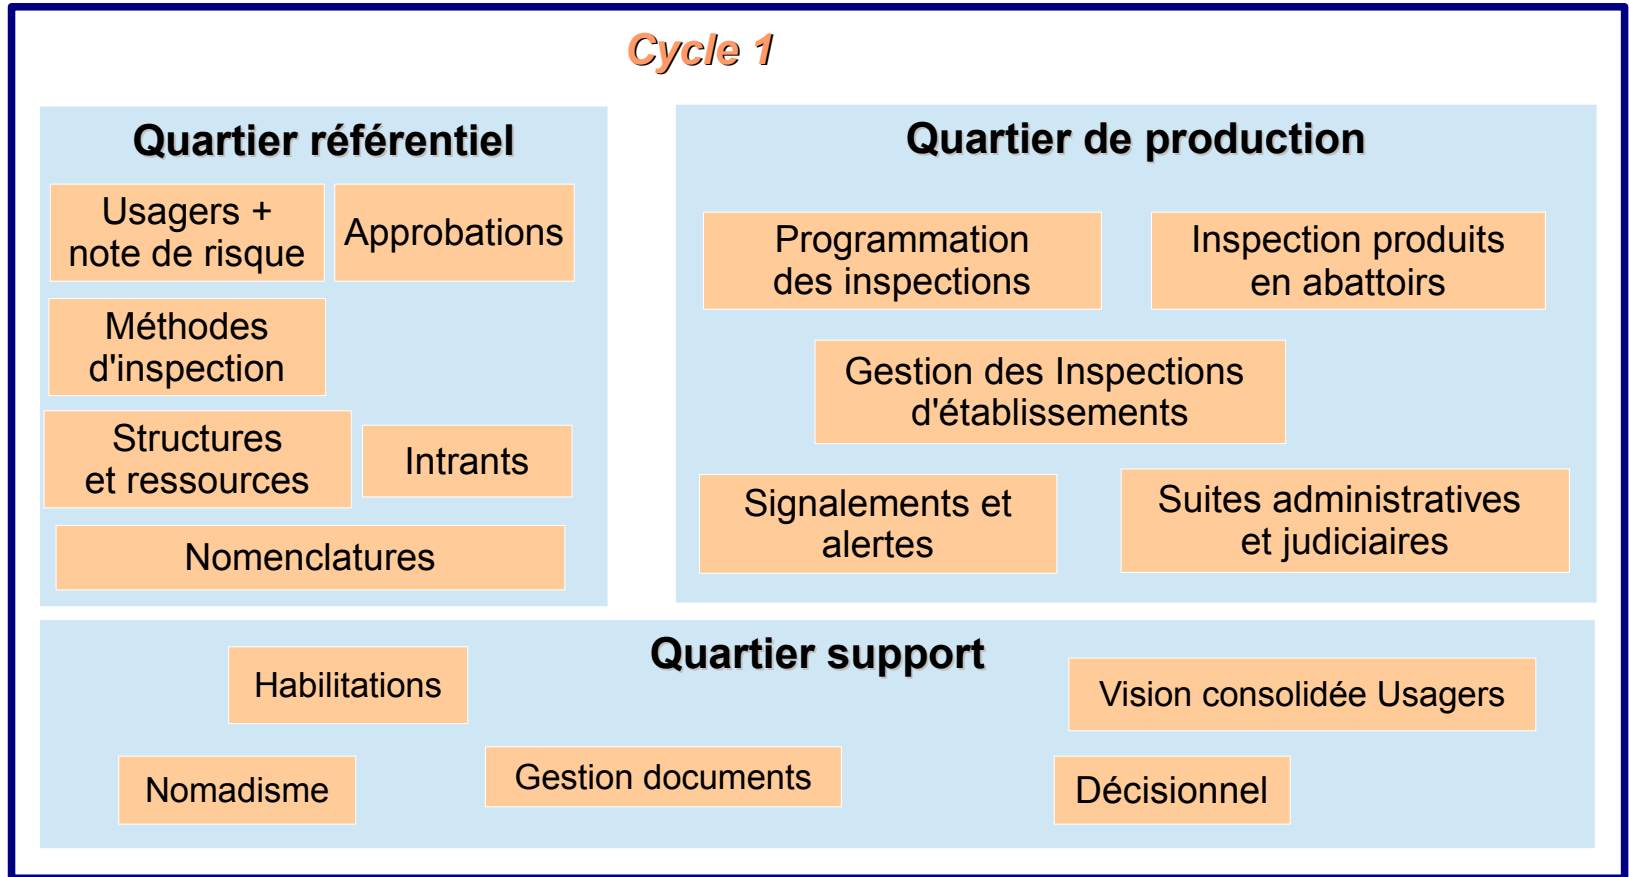 Cycle 1
Quartier référentiel
Usagers +
note de risque
Approbations
Méthodes
d'inspection
Structures
et ressources
Intrants
Nomenclatures
Quartier de production
Programmation
des inspections
Inspection produits
en abattoirs
Gestion des Inspections
d'établissements
Signalements et
alertes
Suites administratives
et judiciaires
Quartier support
Habilitations
Vision consolidée Usagers
Nomadisme
Gestion documents
Décisionnel